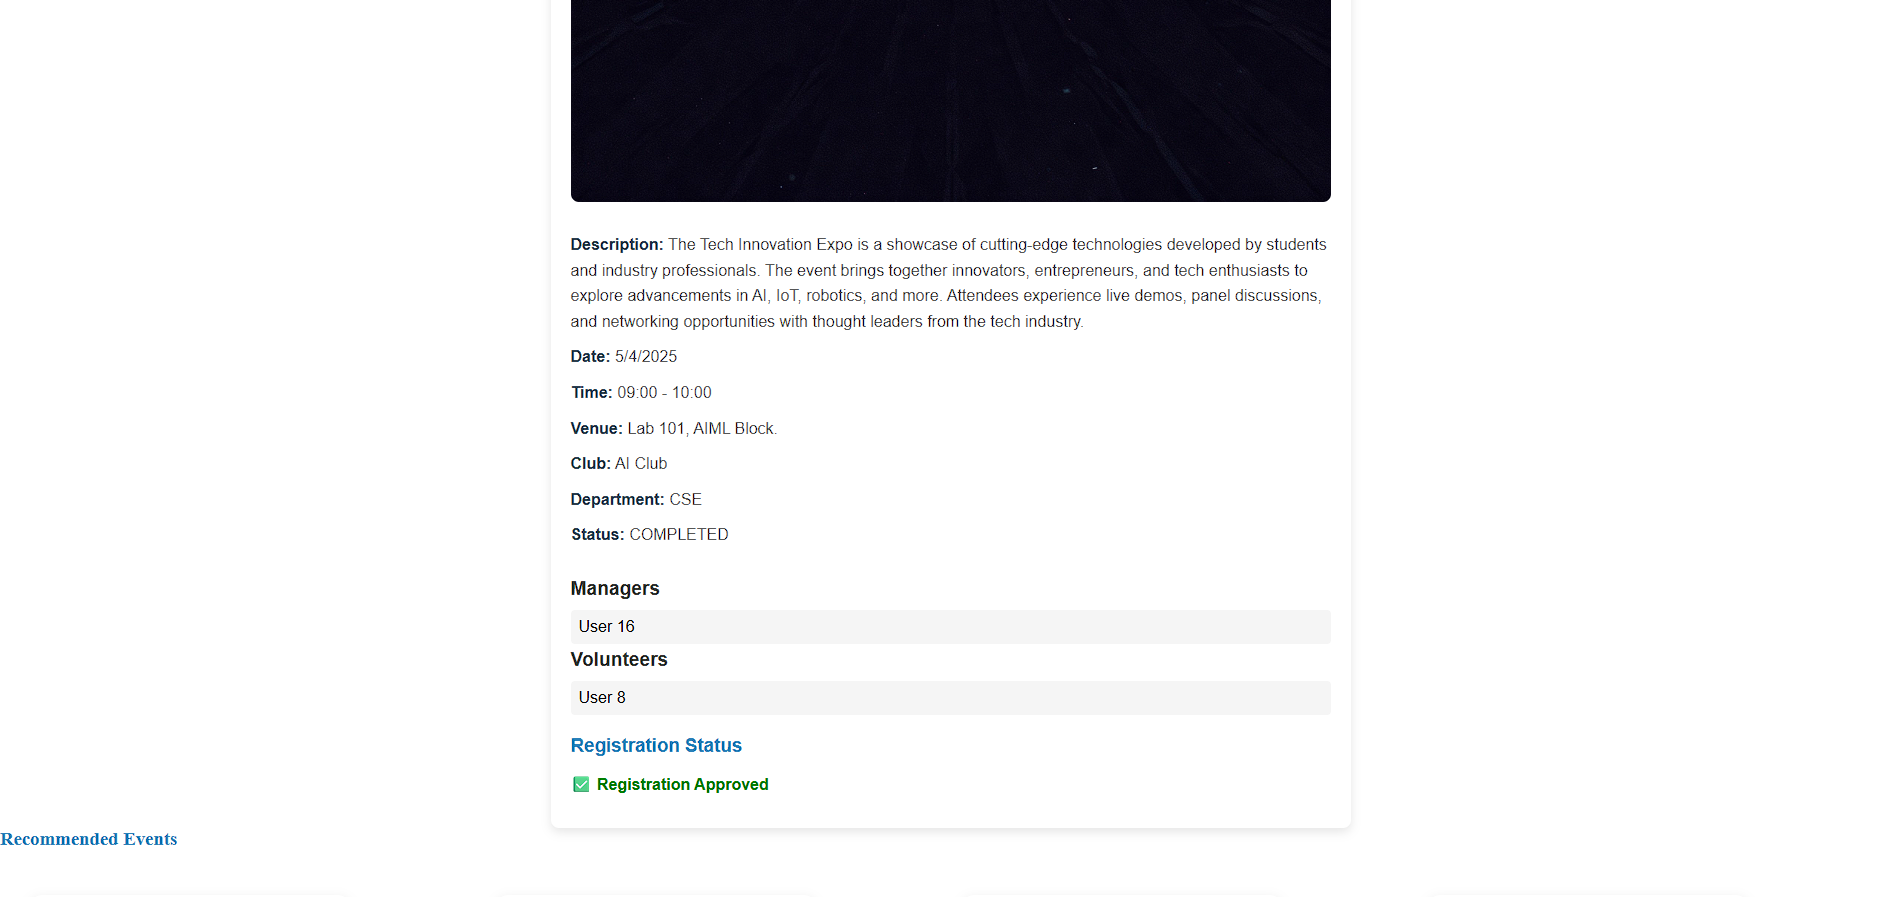 Description: The Tech Innovation Expo is a showcase of cutting-edge technologies developed by students
and industry professionals. The event brings together innovators, entrepreneurs, and tech enthusiasts to
explore advancements in AI, IoT, robotics, and more. Attendees experience live demos, panel discussions,
and networking opportunities with thought leaders from the tech industry.
Date: 5/4/2025
Time: 09:00 - 10:00
Venue: Lab 101, AIML Block.
Club: AI Club
Department: CSE
Status: COMPLETED
Managers
User 16
Volunteers
User 8
Registration Status
✅ Registration Approved
Recommended Events